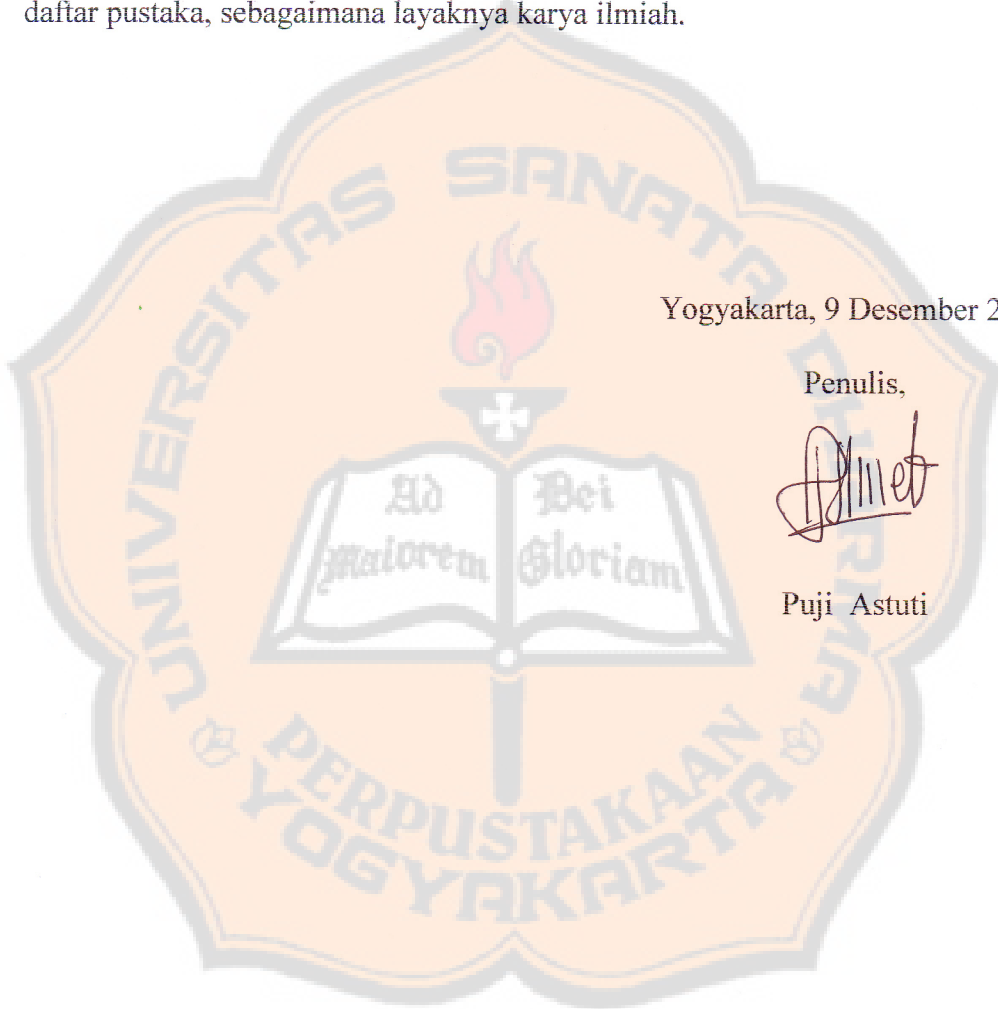 daftar pustaka, sebagaimana layaknya karya ilmiah.
UNIVERSITAS SANATA DHARMA
Yogyakarta, 9 Desember 2
Penulis,
Ad Dei
Maiorem Gloriam
Puji Astuti
PERPUSTAKAAN
YOGYAKARTA